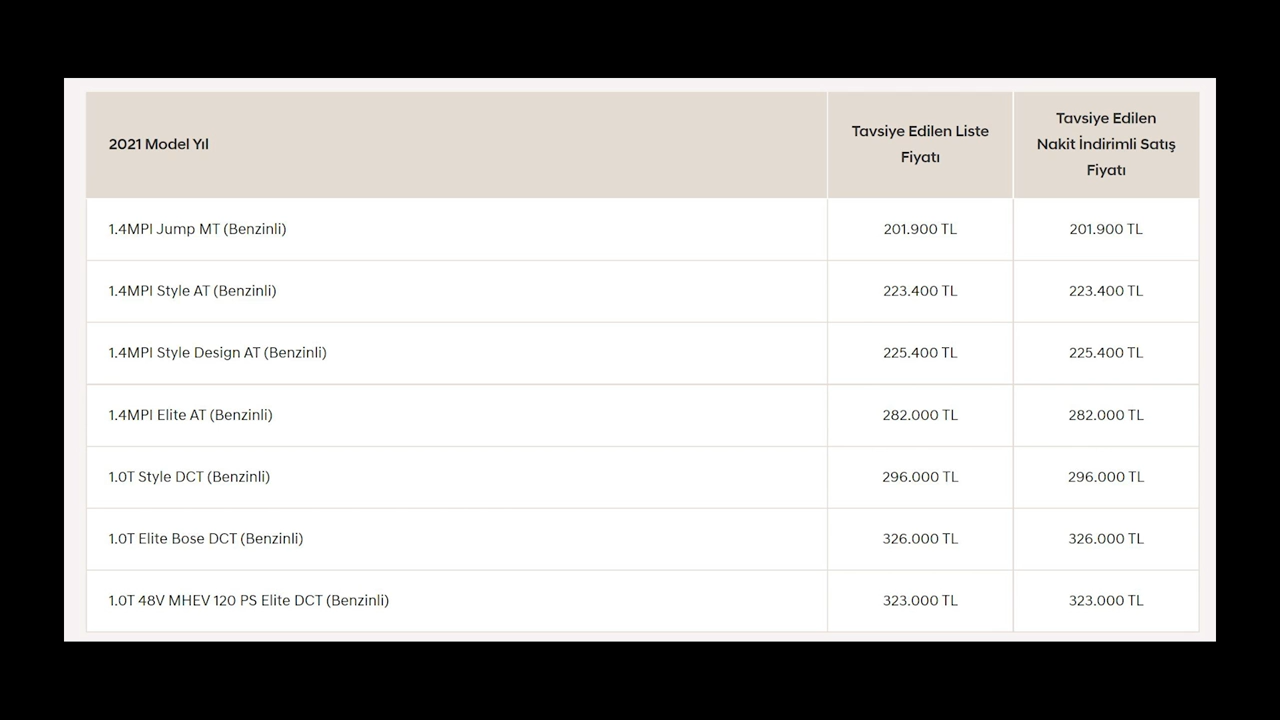 2021 Model Yıl
Tavsiye Edilen Liste
Fiyatı
Tavsiye Edilen
Nakit İndirimli Satış
Fiyatı
1.4MPI Jump MT (Benzinli) 201.900 TL 201.900 TL
1.4MPI Style AT (Benzinli) 223.400 TL 223.400 TL
1.4MPI Style Design AT (Benzinli) 225.400 TL 225.400 TL
1.4MPI Elite AT (Benzinli) 282.000 TL 282.000 TL
1.0T Style DCT (Benzinli) 296.000 TL 296.000 TL
1.0T Elite Bose DCT (Benzinli) 326.000 TL 326.000 TL
1.0T 48V MHEV 120 PS Elite DCT (Benzinli) 323.000 TL 323.000 TL